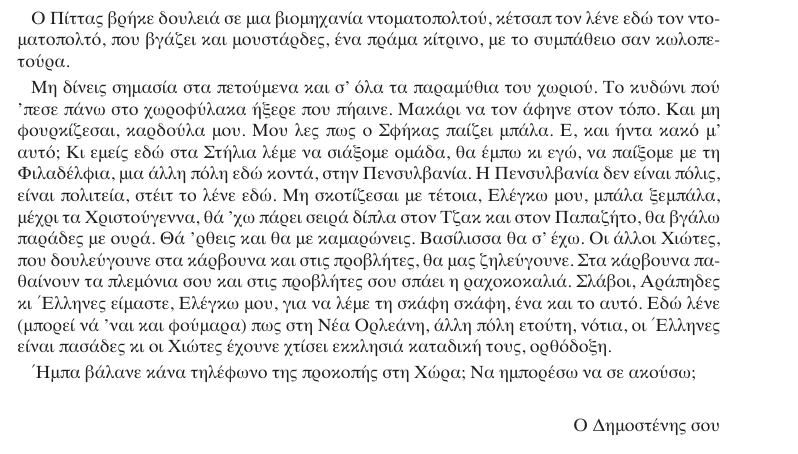 Ο Πίττας βρήκε δουλειά σε μια βιομηχανία ντοματοπολτού, κέτσαπ τον λένε εδώ τον ντο-
ματοπολτό, που βγάζει και μουστάρδες, ένα πράμα κίτρινο, με το συμπάθειο σαν κωλοπε-
τούρα.
Μη δίνεις σημασία στα πετούμενα και σ’ όλα τα παραμύθια του χωριού. Το κυδώνι πού
’πεσε πάνω στο χωροφύλακα ήξερε που πήαινε. Μακάρι να τον άφηνε στον τόπο. Και μη
φουρκίζεσαι, καρδούλα μου. Μου λες πως ο Σφήκας παίζει μπάλα. Ε, και ήντα κακό μ’
αυτό; Κι εμείς εδώ στα Στήλια λέμε να σιάξομε ομάδα, θα έμπω κι εγώ, να παίξομε με τη
Φιλαδέλφια, μια άλλη πόλη εδώ κοντά, στην Πενσυλβανία. Η Πενσυλβανία δεν είναι πόλις,
είναι πολιτεία, στέιτ το λένε εδώ. Μη σκοτίζεσαι με τέτοια, Ελέγκω μου, μπάλα ξεμπάλα,
μέχρι τα Χριστούγεννα, θά ’χω πάρει σειρά δίπλα στον Τζακ και στον Παπαζήτο, θα βγάλω
παράδες με ουρά. Θά ’ρθεις και θα με καμαρώνεις. Βασίλισσα θα σ’ έχω. Οι άλλοι Χιώτες,
που δουλεύγουνε στα κάρβουνα και στις προβλήτες, θα μας ζηλεύγουνε. Στα κάρβουνα πα-
θαίνουν τα πλεμόνια σου και στις προβλήτες σου σπάει η ραχοκοκαλιά. Σλάβοι, Αράπηδες
κι ΄Ελληνες είμαστε, Ελέγκω μου, για να λέμε τη σκάφη σκάφη, ένα και το αυτό. Εδώ λένε
(μπορεί νά ’ναι και φούμαρα) πως στη Νέα Ορλεάνη, άλλη πόλη ετούτη, νότια, οι ΄Ελληνες
είναι πασάδες κι οι Χιώτες έχουνε χτίσει εκκλησιά καταδική τους, ορθόδοξη.
΄Ημπα βάλανε κάνα τηλέφωνο της προκοπής στη Χώρα; Να ημπορέσω να σε ακούσω;
Ο Δημοστένης σου